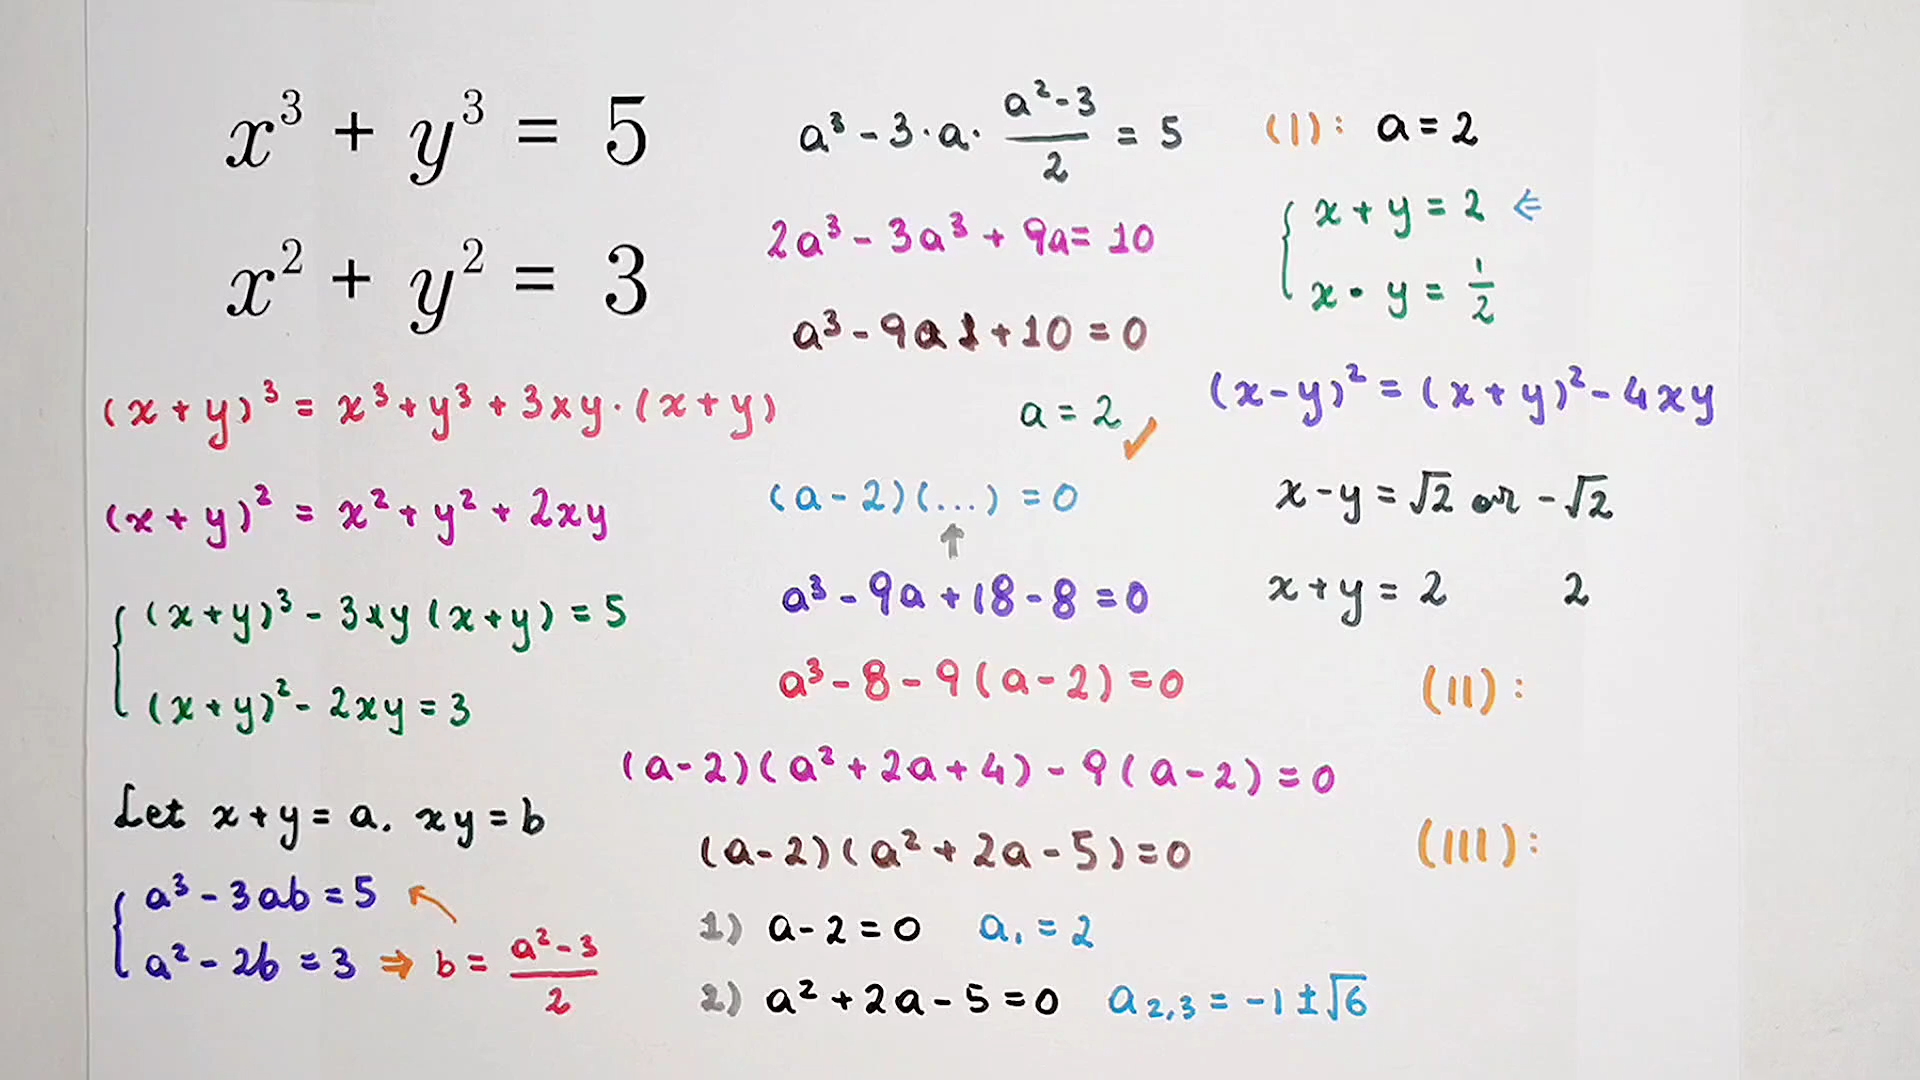 x³ + y³ = 5
x² + y² = 3
(x+y)³ = x³+y³+3xy·(x+y)
(x+y)² = x²+y²+2xy
(x+y)³ - 3xy(x+y) = 5
(x+y)² - 2xy = 3
Let x+y = a. xy = b
a³ - 3ab = 5
a² - 2b = 3 ⇒ b = (a²-3)/2
a³ - 3·a· (a²-3)/2 = 5
2a³ - 3a³ + 9a = 10
a³ - 9a + 10 = 0
a = 2 ✓
(a-2)(...) = 0
↑
a³ - 9a + 18 - 8 = 0
a³ - 8 - 9(a-2) = 0
(a-2)(a²+2a+4) - 9(a-2) = 0
(a-2)(a²+2a-5) = 0
1) a-2 = 0 a₁ = 2
2) a²+2a-5 = 0 a₂,₃ = -1±√6
(I): a = 2
x+y = 2 ⇐
x·y = 1/2
(x-y)² = (x+y)² - 4xy
x-y = √2 or -√2
x+y = 2 2
(II):
(III):